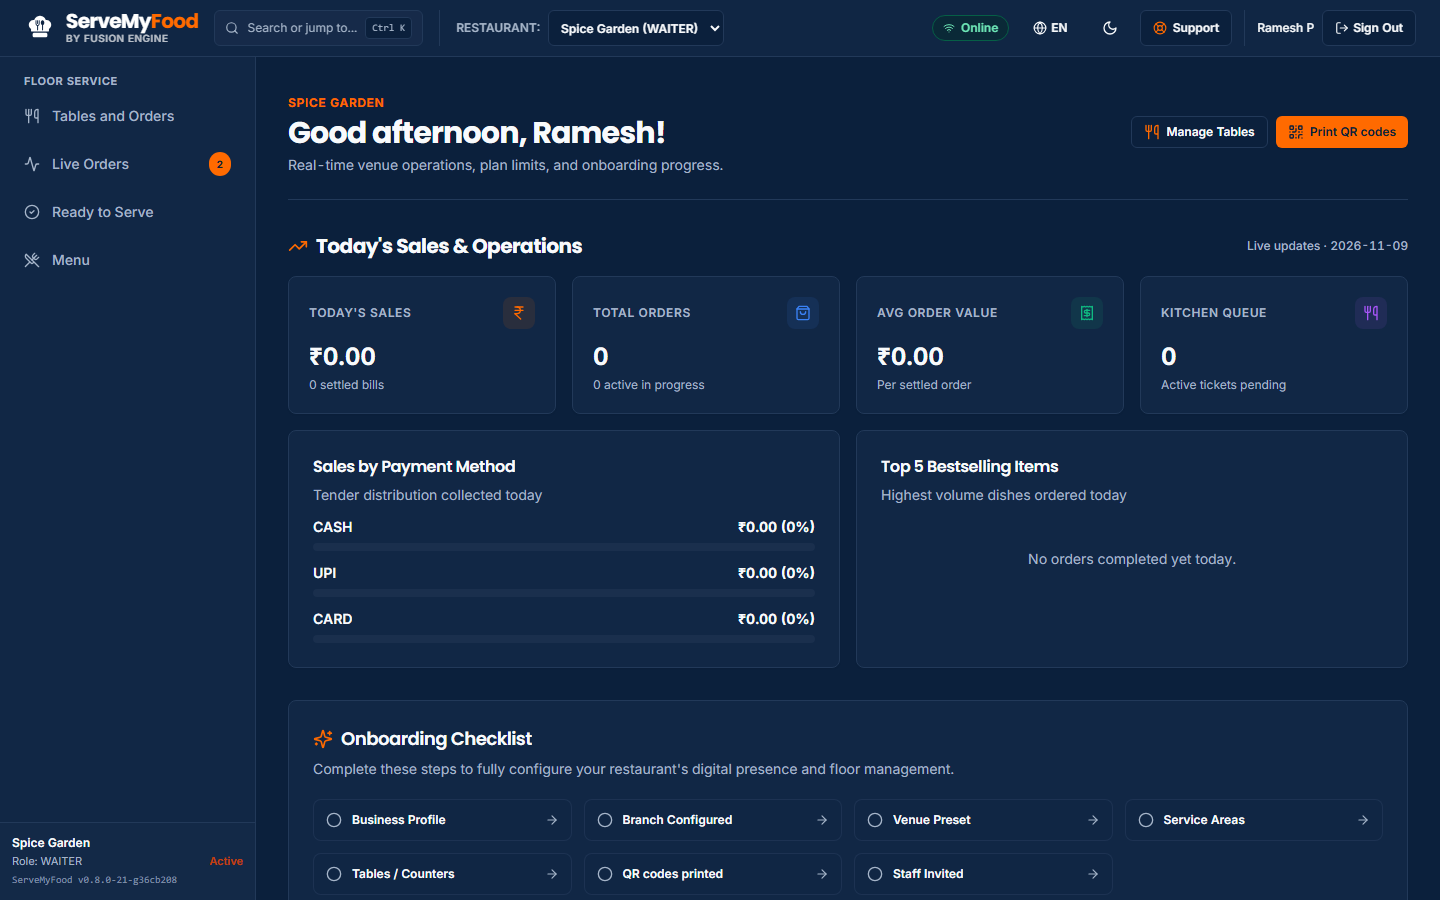 ServeMyFood
BY FUSION ENGINE
Search or jump to... Ctrl K
RESTAURANT: Spice Garden (WAITER)
Online
EN
Support
Ramesh P
Sign Out
FLOOR SERVICE
Tables and Orders
Live Orders 2
Ready to Serve
Menu
SPICE GARDEN
Good afternoon, Ramesh!
Real-time venue operations, plan limits, and onboarding progress.
Manage Tables
Print QR codes
Today's Sales & Operations
Live updates · 2026-11-09
TODAY'S SALES
₹0.00
0 settled bills
TOTAL ORDERS
0
0 active in progress
AVG ORDER VALUE
₹0.00
Per settled order
KITCHEN QUEUE
0
Active tickets pending
Sales by Payment Method
Tender distribution collected today
CASH ₹0.00 (0%)
UPI ₹0.00 (0%)
CARD ₹0.00 (0%)
Top 5 Bestselling Items
Highest volume dishes ordered today
No orders completed yet today.
Onboarding Checklist
Complete these steps to fully configure your restaurant's digital presence and floor management.
Business Profile
Branch Configured
Venue Preset
Service Areas
Tables / Counters
QR codes printed
Staff Invited
Spice Garden
Role: WAITER Active
ServeMyFood v0.8.0-21-g36cb208